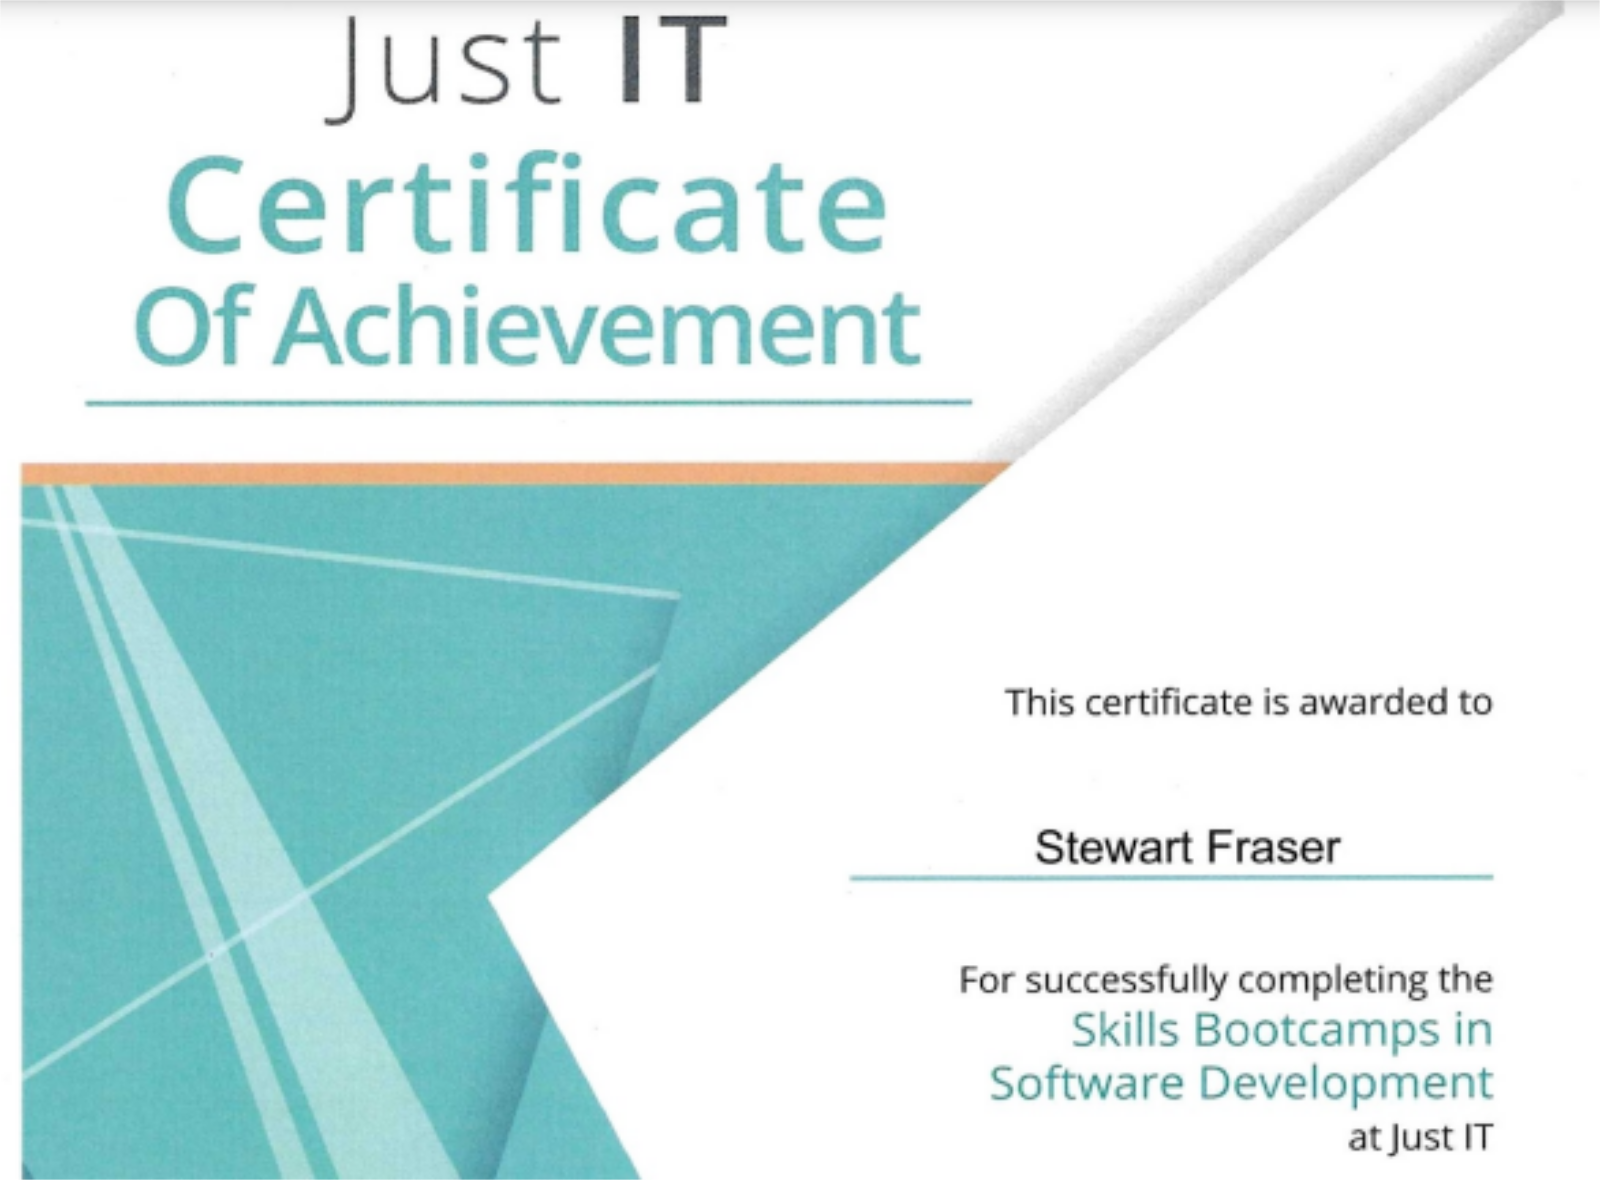 Just IT
Certificate
Of Achievement
This certificate is awarded to
Stewart Fraser
For successfully completing the
Skills Bootcamps in
Software Development
at Just IT